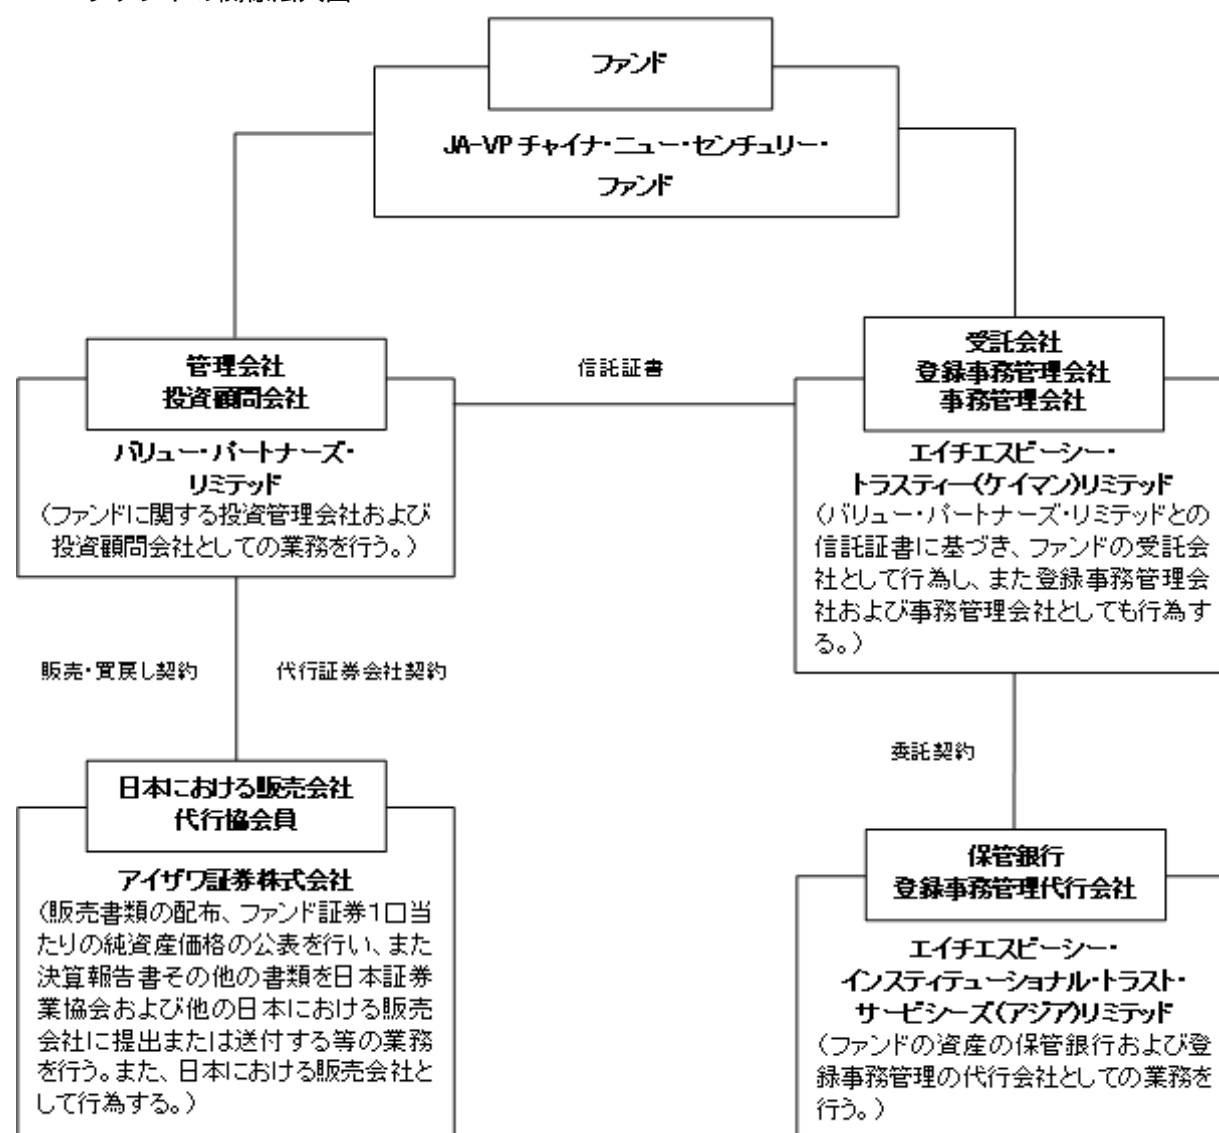 ファンド
JA-VPチャイナ・ニュー・センチュリー・
ファンド
管理会社
投資顧問会社
バリュー・パートナーズ・
リミテッド
(ファンドに関する投資管理会社および
投資顧問会社としての業務を行う。)
信託証書
受託会社
登録事務管理会社
事務管理会社
エイチエスビーシー・
トラスティー(ケイマン)リミテッド
(バリュー・パートナーズ・リミテッドとの
信託証書に基づき、ファンドの受託会
社として行為し、また登録事務管理会
社および事務管理会社としても行為す
る。)
販売・買戻し契約
代行証券会社契約
委託契約
日本における販売会社
代行協会員
アイザワ証券株式会社
(販売書類の配布、ファンド証券1口当
たりの純資産価格の公表を行い、また
決算報告書その他の書類を日本証券
業協会および他の日本における販売
会社に提出または送付する等の業務
を行う。また、日本における販売会社と
して行為する。)
保管銀行
登録事務管理代行会社
エイチエスビーシー・
インスティテューショナル・トラスト・
サービシーズ(アジア)リミテッド
(ファンドの資産の保管銀行および登
録事務管理の代行会社としての業務を
行う。)